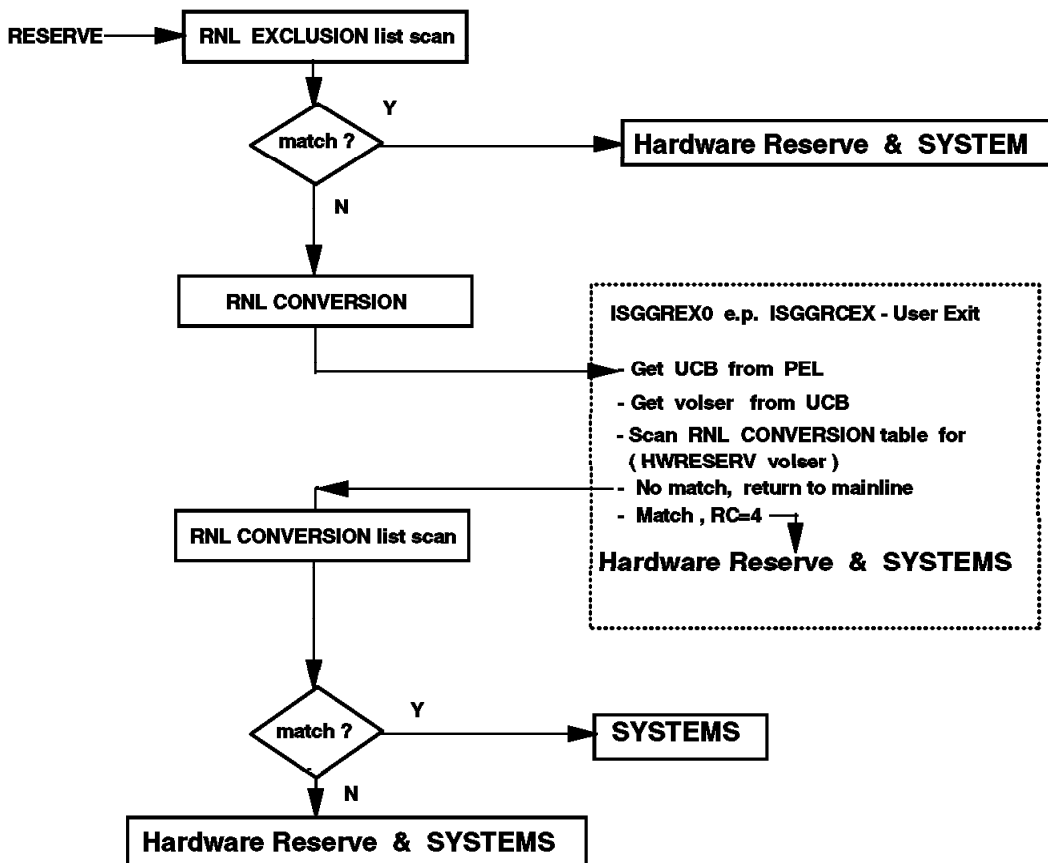 RESERVE
RNL EXCLUSION list scan
Y
match ?
Hardware Reserve & SYSTEM
N
RNL CONVERSION
ISGGREX0 e.p. ISGGRCEX - User Exit
- Get UCB from PEL
- Get volser from UCB
- Scan RNL CONVERSION table for
( HWRESERV volser )
- No match, return to mainline
- Match , RC=4
Hardware Reserve & SYSTEMS
RNL CONVERSION list scan
match ?
Y
SYSTEMS
N
Hardware Reserve & SYSTEMS